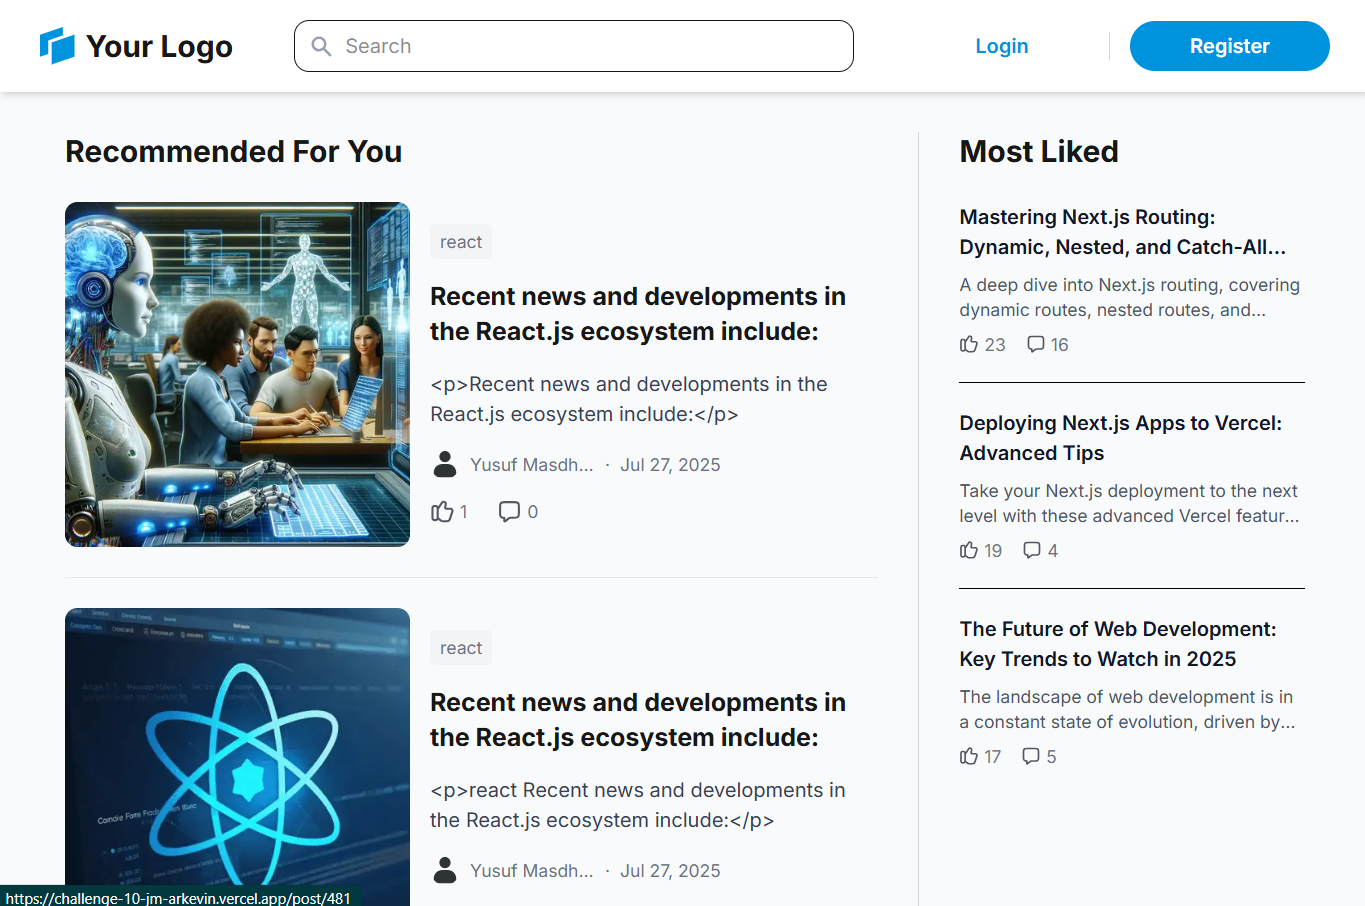 Your Logo
Search
Login
Register
Recommended For You
react
Recent news and developments in
the React.js ecosystem include:
<p>Recent news and developments in the
React.js ecosystem include:</p>
Yusuf Masdh... · Jul 27, 2025
1 0
react
Recent news and developments in
the React.js ecosystem include:
<p>react Recent news and developments in
the React.js ecosystem include:</p>
Yusuf Masdh... · Jul 27, 2025
Most Liked
Mastering Next.js Routing:
Dynamic, Nested, and Catch-All...
A deep dive into Next.js routing, covering
dynamic routes, nested routes, and...
23 16
Deploying Next.js Apps to Vercel:
Advanced Tips
Take your Next.js deployment to the next
level with these advanced Vercel featur...
19 4
The Future of Web Development:
Key Trends to Watch in 2025
The landscape of web development is in
a constant state of evolution, driven by...
17 5
https://challenge-10-jm-arkevin.vercel.app/post/481